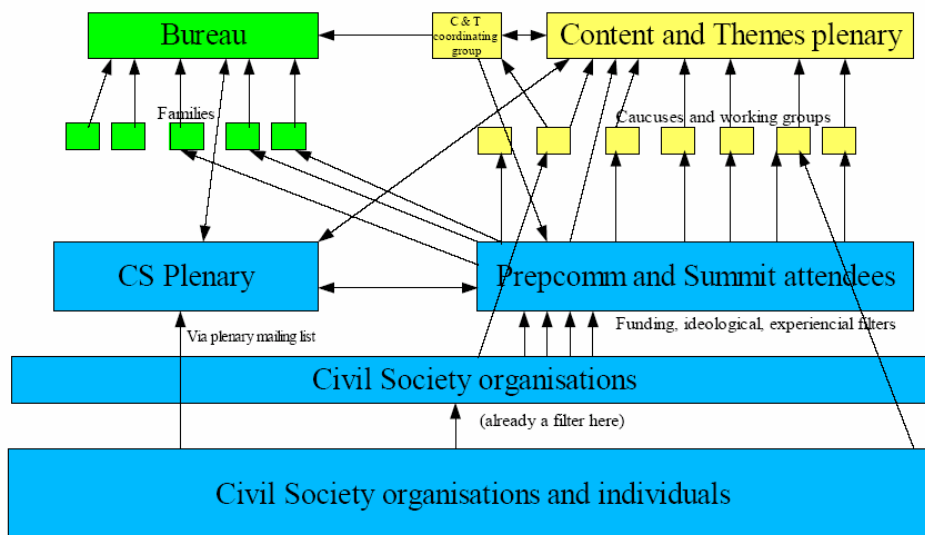 Bureau
C & T
coordinating
group
Content and Themes plenary
Families
Caucuses and working groups
CS Plenary
Prepcomm and Summit attendees
Via plenary mailing list
Funding, ideological, experiencial filters
Civil Society organisations
(already a filter here)
Civil Society organisations and individuals